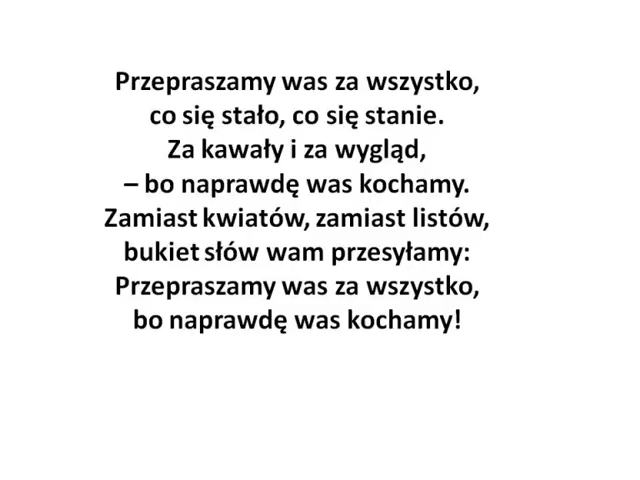 Przepraszamy was za wszystko,
co się stało, co się stanie.
Za kawały i za wygląd,
– bo naprawdę was kochamy.
Zamiast kwiatów, zamiast listów,
bukiet słów wam przesyłamy:
Przepraszamy was za wszystko,
bo naprawdę was kochamy!